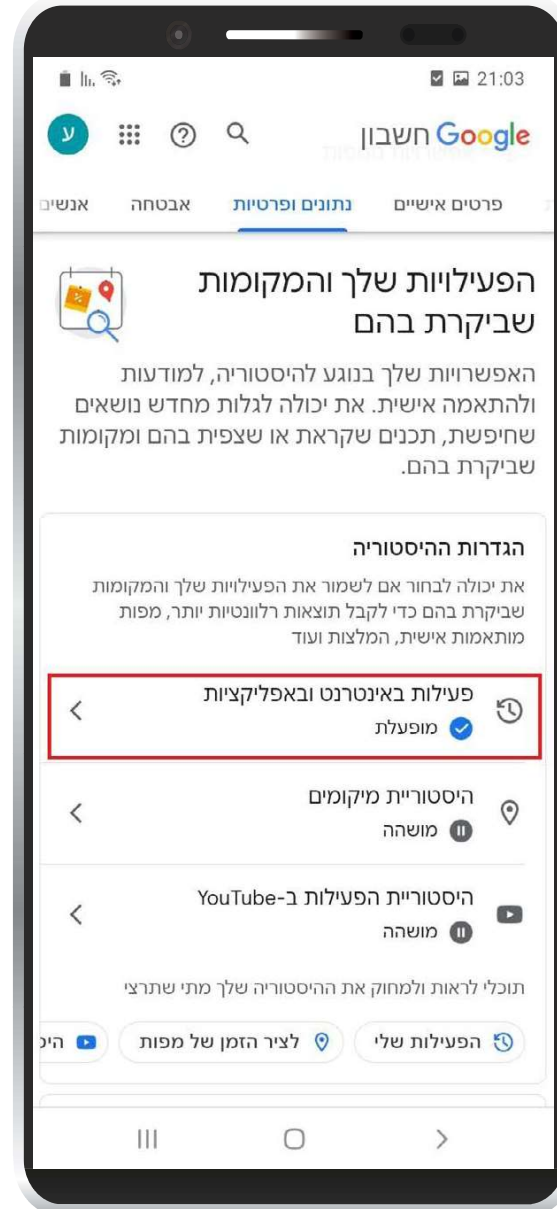 21:03
חשבון Google
ע
פרטים אישיים נתונים ופרטיות אבטחה אנשים
הפעילויות שלך והמקומות
שביקרת בהם
האפשרויות שלך בנוגע להיסטוריה, למודעות
ולהתאמה אישית. את יכולה לגלות מחדש נושאים
שחיפשת, תכנים שקראת או שצפית בהם ומקומות
שביקרת בהם.
הגדרות ההיסטוריה
את יכולה לבחור אם לשמור את הפעילויות שלך והמקומות
שביקרת בהם כדי לקבל תוצאות רלוונטיות יותר, מפות
מותאמות אישית, המלצות ועוד
פעילות באינטרנט ובאפליקציות
מופעלת
היסטוריית מיקומים
מושהה
היסטוריית הפעילות ב-YouTube
מושהה
תוכלי לראות ולמחוק את ההיסטוריה שלך מתי שתרצי
הפעילות שלי לציר הזמן של מפות